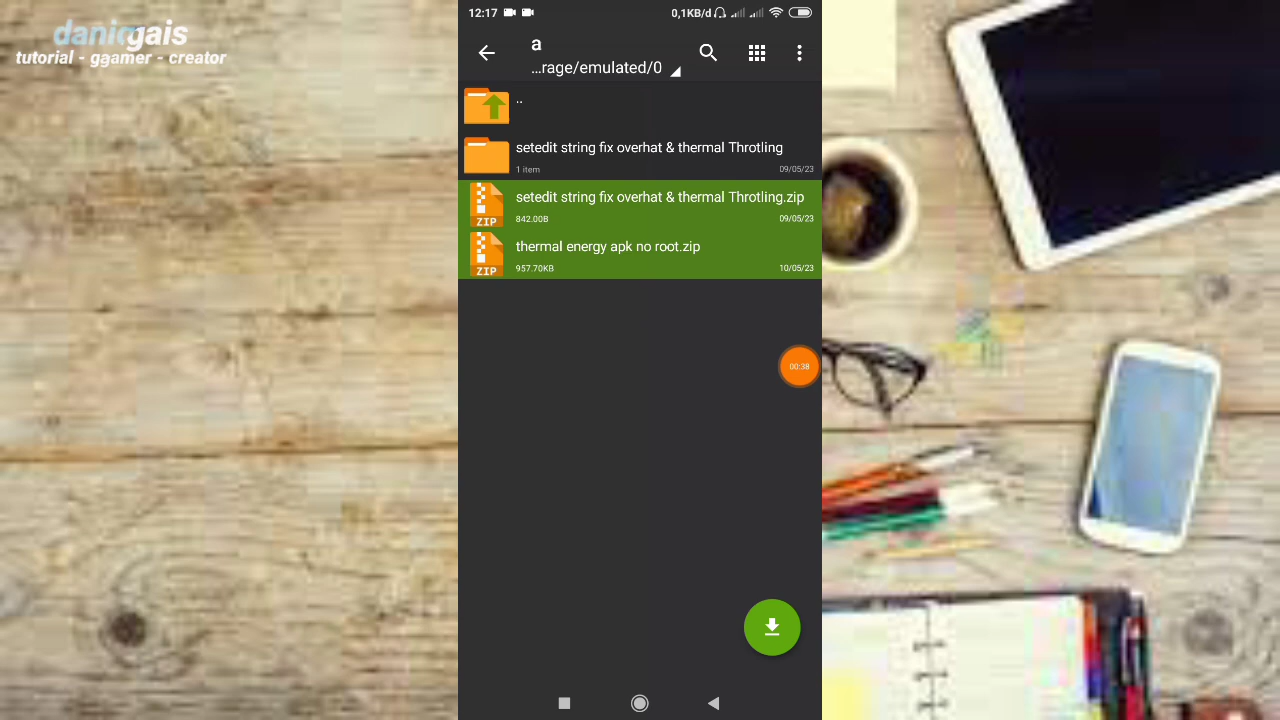 danigais
tutorial - ggamer - creator
12:17
0,1KB/d
a
...rage/emulated/0
..
setedit string fix overhat & thermal Throtling
1 item
09/05/23
ZIP
setedit string fix overhat & thermal Throtling.zip
842.00B
09/05/23
ZIP
thermal energy apk no root.zip
957.70KB
10/05/23
00:38